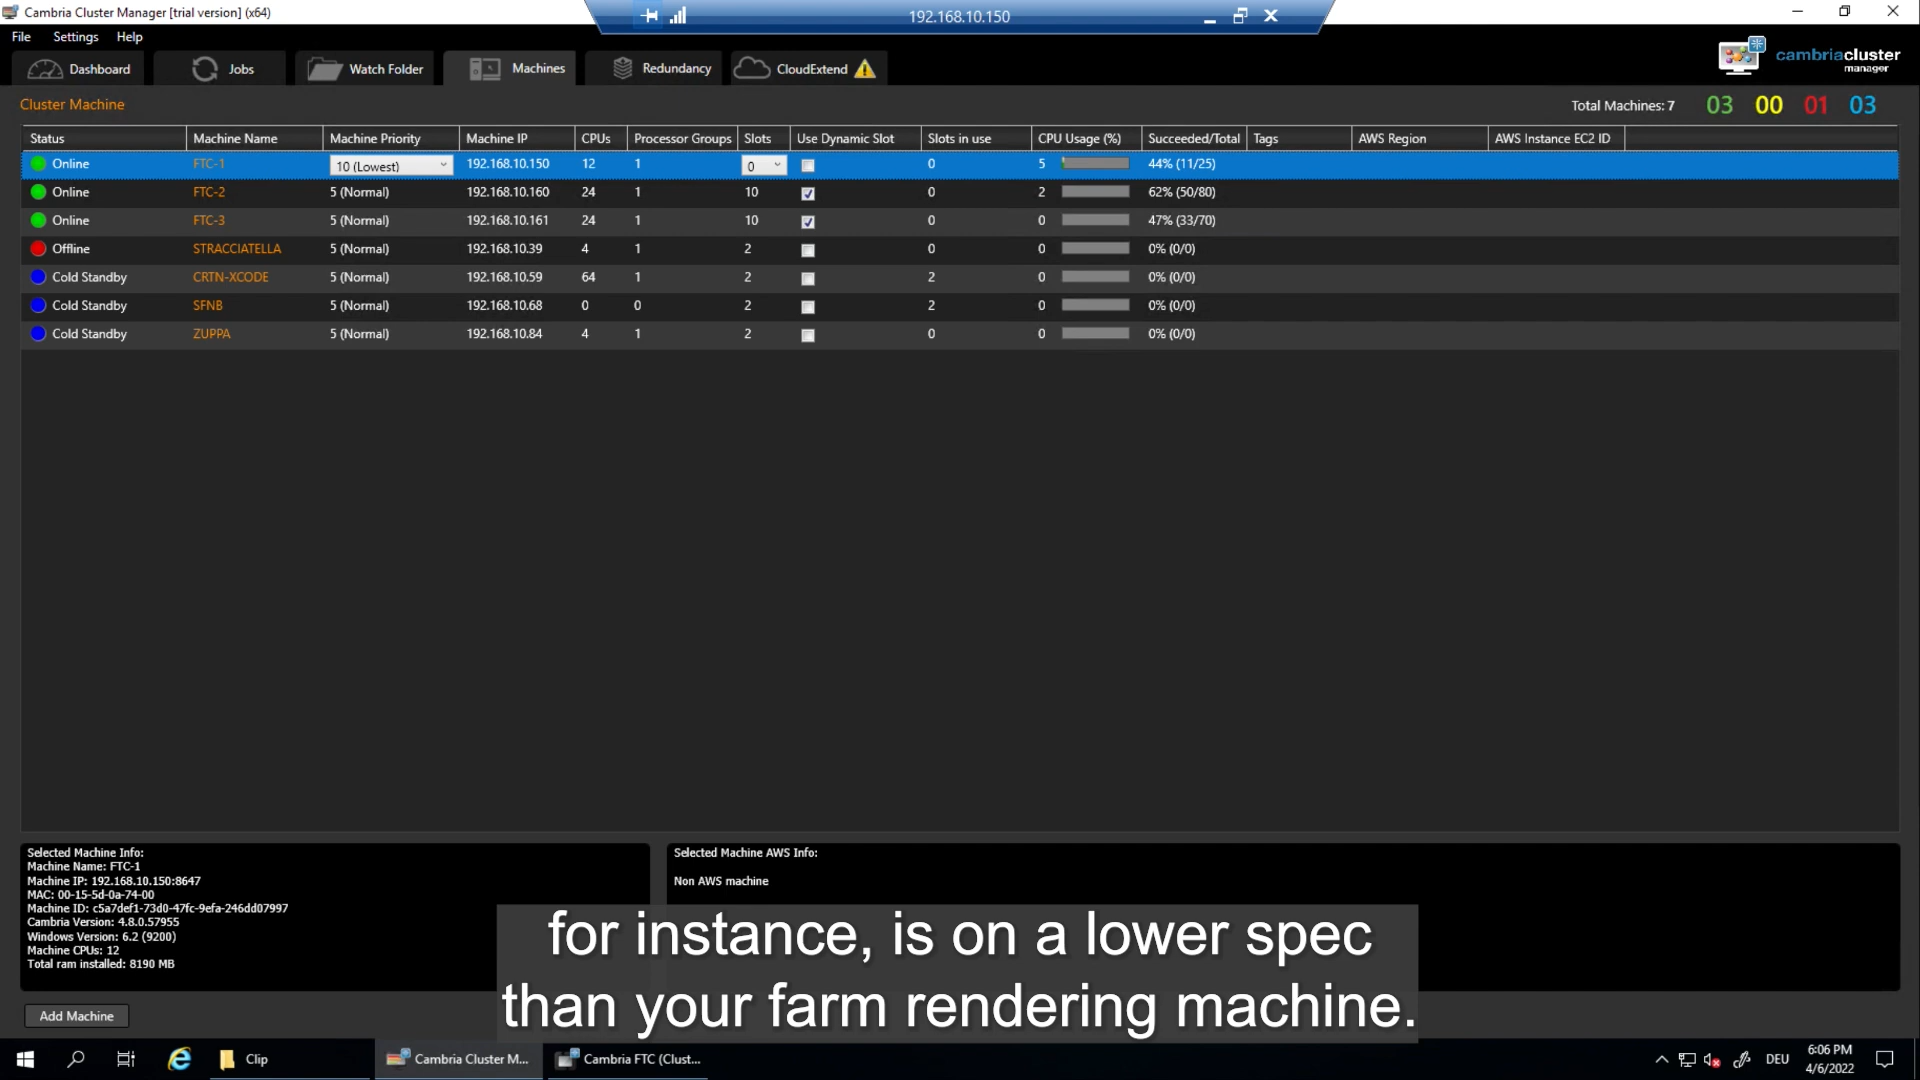 Cambria Cluster Manager [trial version] (x64)
192.168.10.150
File Settings Help
Dashboard Jobs Watch Folder Machines Redundancy CloudExtend
cambriacluster
manager
Cluster Machine
Total Machines: 7 03 00 01 03
Status Machine Name Machine Priority Machine IP CPUs Processor Groups Slots Use Dynamic Slot Slots in use CPU Usage (%) Succeeded/Total Tags AWS Region AWS Instance EC2 ID
Online FTC-1 10 (Lowest) 192.168.10.150 12 1 0 0 5 44% (11/25)
Online FTC-2 5 (Normal) 192.168.10.160 24 1 10 0 2 62% (50/80)
Online FTC-3 5 (Normal) 192.168.10.161 24 1 10 0 0 47% (33/70)
Offline STRACCIATELLA 5 (Normal) 192.168.10.39 4 1 2 0 0 0% (0/0)
Cold Standby CRTN-XCODE 5 (Normal) 192.168.10.59 64 1 2 2 0 0% (0/0)
Cold Standby SFNB 5 (Normal) 192.168.10.68 0 0 2 2 0 0% (0/0)
Cold Standby ZUPPA 5 (Normal) 192.168.10.84 4 1 2 0 0 0% (0/0)
Selected Machine Info:
Machine Name: FTC-1
Machine IP: 192.168.10.150:8647
MAC: 00-15-5d-0a-74-00
Machine ID: c5a7def1-73d0-47fc-9efa-246dd07997
Cambria Version: 4.8.0.57955
Windows Version: 6.2 (9200)
Machine CPUs: 12
Total ram installed: 8190 MB
Selected Machine AWS Info:
Non AWS machine
for instance, is on a lower spec
than your farm rendering machine.
Add Machine
Clip Cambria Cluster M... Cambria FTC (Clust... DEU 6:06 PM
4/6/2022